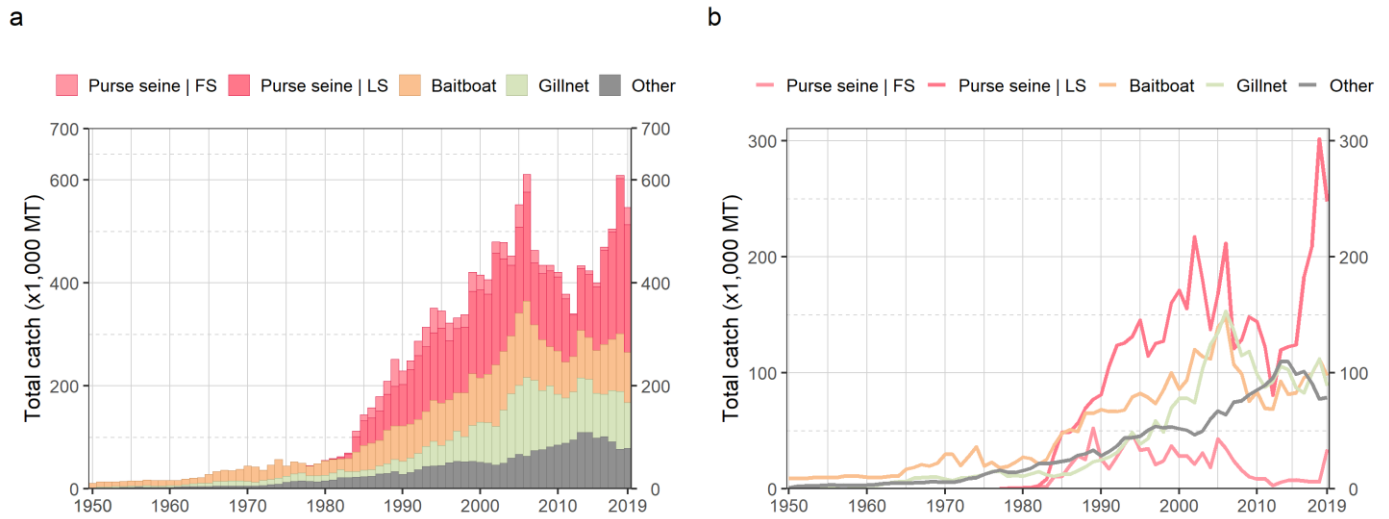 a
Purse seine | FS Purse seine | LS Baitboat Gillnet Other
Total catch (x1,000 MT)
700
600
400
200
0
700
600
400
200
0
1950 1960 1970 1980 1990 2000 2010 2019
b
Purse seine | FS Purse seine | LS Baitboat Gillnet Other
Total catch (x1,000 MT)
300
200
100
0
300
200
100
0
1950 1960 1970 1980 1990 2000 2010 2019